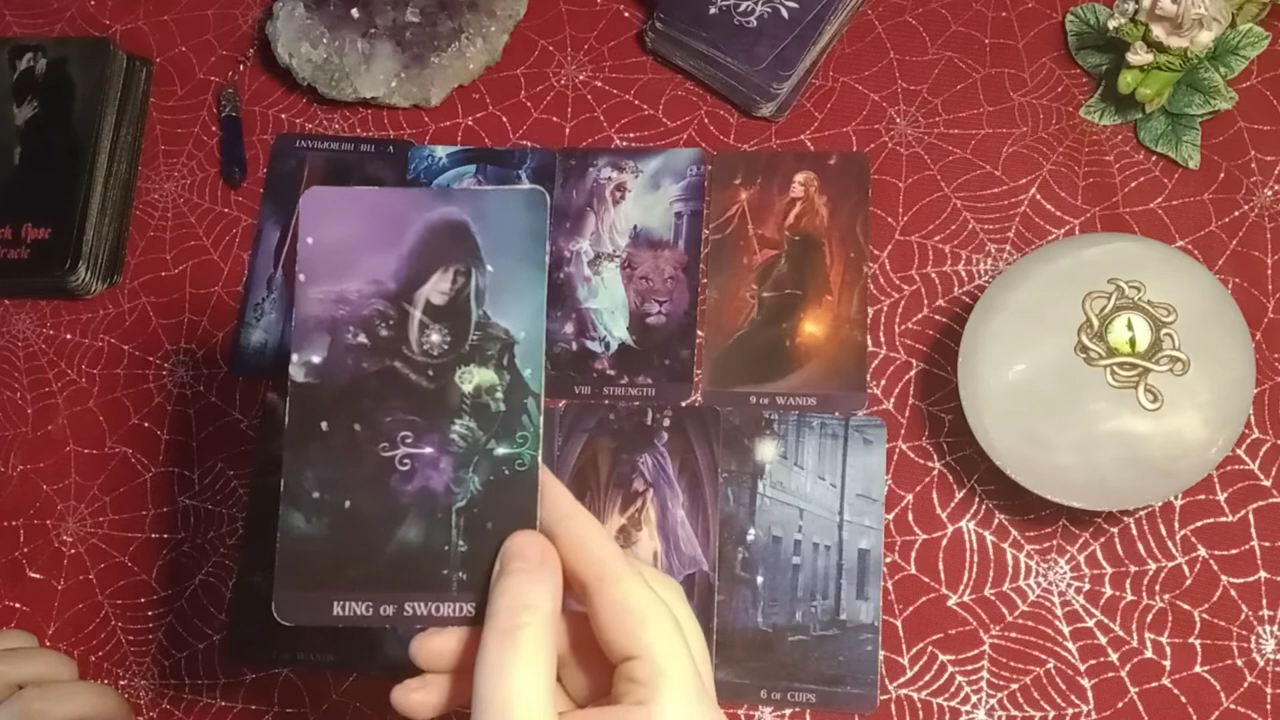 V - THE HIEROPHANT
VIII - STRENGTH
9 OF WANDS
KING OF SWORDS
6 OF CUPS